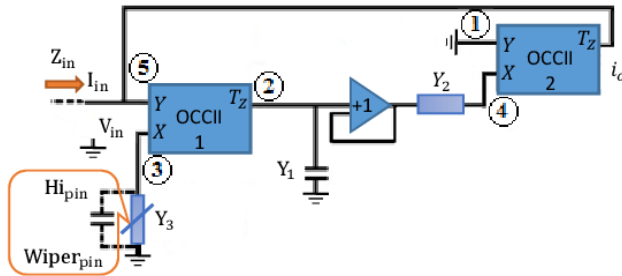 1
Y
T_Z
OCCII
2
X
i_o
Z_in
I_in
5
2
Y_2
4
Y
T_Z
OCCII
1
X
+1
V_in
3
Y_1
Hi_pin
Y_3
Wiper_pin